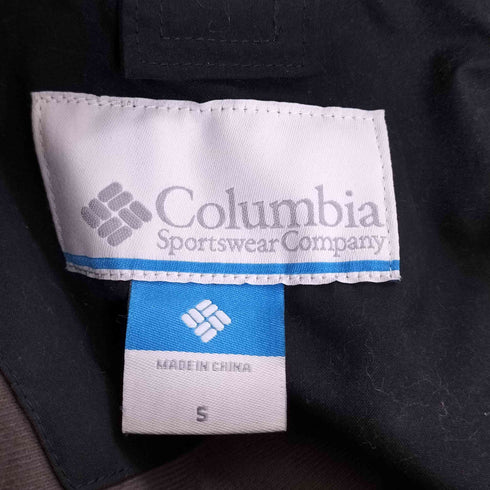 Columbia
Sportswear Company
MADE IN CHINA
S